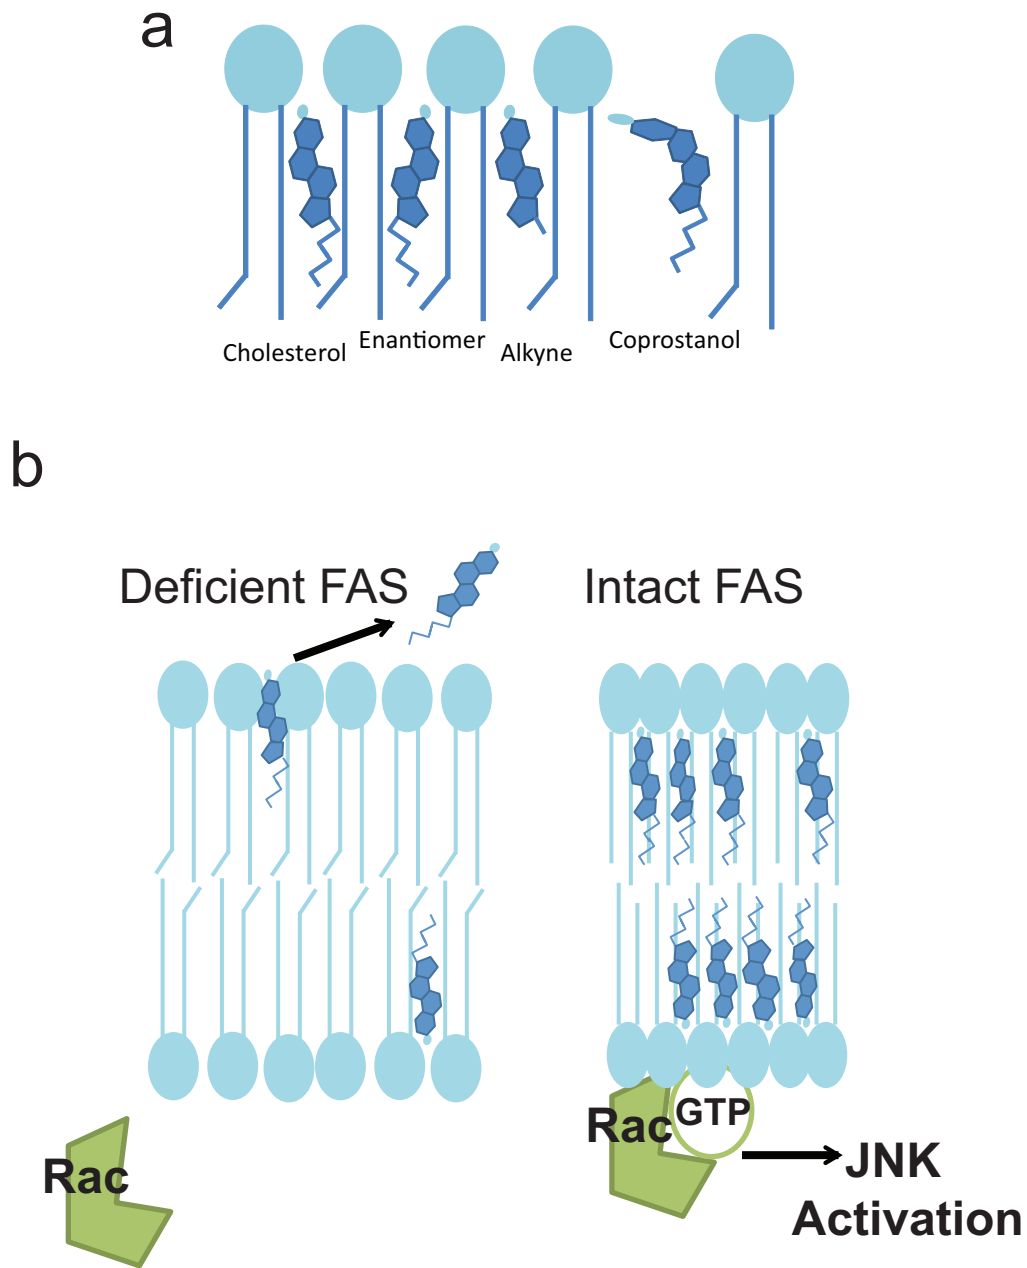 a
Cholesterol
Enantiomer
Alkyne
Coprostanol
b
Deficient FAS
Intact FAS
Rac
Rac
GTP
JNK
Activation